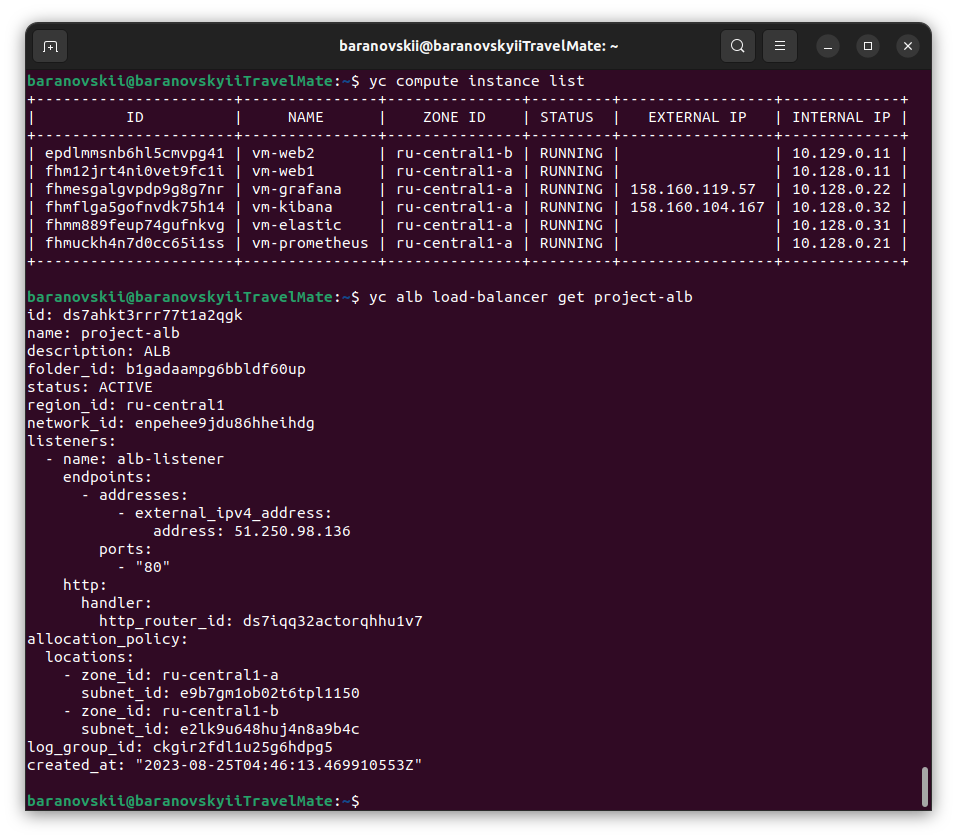 baranovskii@baranovskyiiTravelMate: ~
baranovskii@baranovskyiiTravelMate:~$ yc compute instance list
+----------------------+---------------+---------------+---------+-----------------+-------------+
|          ID          |     NAME      |    ZONE ID    | STATUS  |   EXTERNAL IP   | INTERNAL IP |
+----------------------+---------------+---------------+---------+-----------------+-------------+
| epdlmmsnb6hl5cmvpg41 | vm-web2       | ru-central1-b | RUNNING |                 | 10.129.0.11 |
| fhm12jrt4ni0vet9fc1i | vm-web1       | ru-central1-a | RUNNING |                 | 10.128.0.11 |
| fhmesgalgvpdp9g8g7nr | vm-grafana    | ru-central1-a | RUNNING | 158.160.119.57  | 10.128.0.22 |
| fhmflga5gofnvdk75h14 | vm-kibana     | ru-central1-a | RUNNING | 158.160.104.167 | 10.128.0.32 |
| fhmm889feup74gufnkvg | vm-elastic    | ru-central1-a | RUNNING |                 | 10.128.0.31 |
| fhmuckh4n7d0cc65i1ss | vm-prometheus | ru-central1-a | RUNNING |                 | 10.128.0.21 |
+----------------------+---------------+---------------+---------+-----------------+-------------+
baranovskii@baranovskyiiTravelMate:~$ yc alb load-balancer get project-alb
id: ds7ahkt3rrr77t1a2qgk
name: project-alb
description: ALB
folder_id: b1gadaampg6bbldf60up
status: ACTIVE
region_id: ru-central1
network_id: enpehee9jdu86hheihdg
listeners:
  - name: alb-listener
    endpoints:
      - addresses:
          - external_ipv4_address:
              address: 51.250.98.136
        ports:
          - "80"
    http:
      handler:
        http_router_id: ds7iqq32actorqhhu1v7
allocation_policy:
  locations:
    - zone_id: ru-central1-a
      subnet_id: e9b7gm1ob02t6tpl1150
    - zone_id: ru-central1-b
      subnet_id: e2lk9u648huj4n8a9b4c
log_group_id: ckgir2fdl1u25g6hdpg5
created_at: "2023-08-25T04:46:13.469910553Z"
baranovskii@baranovskyiiTravelMate:~$